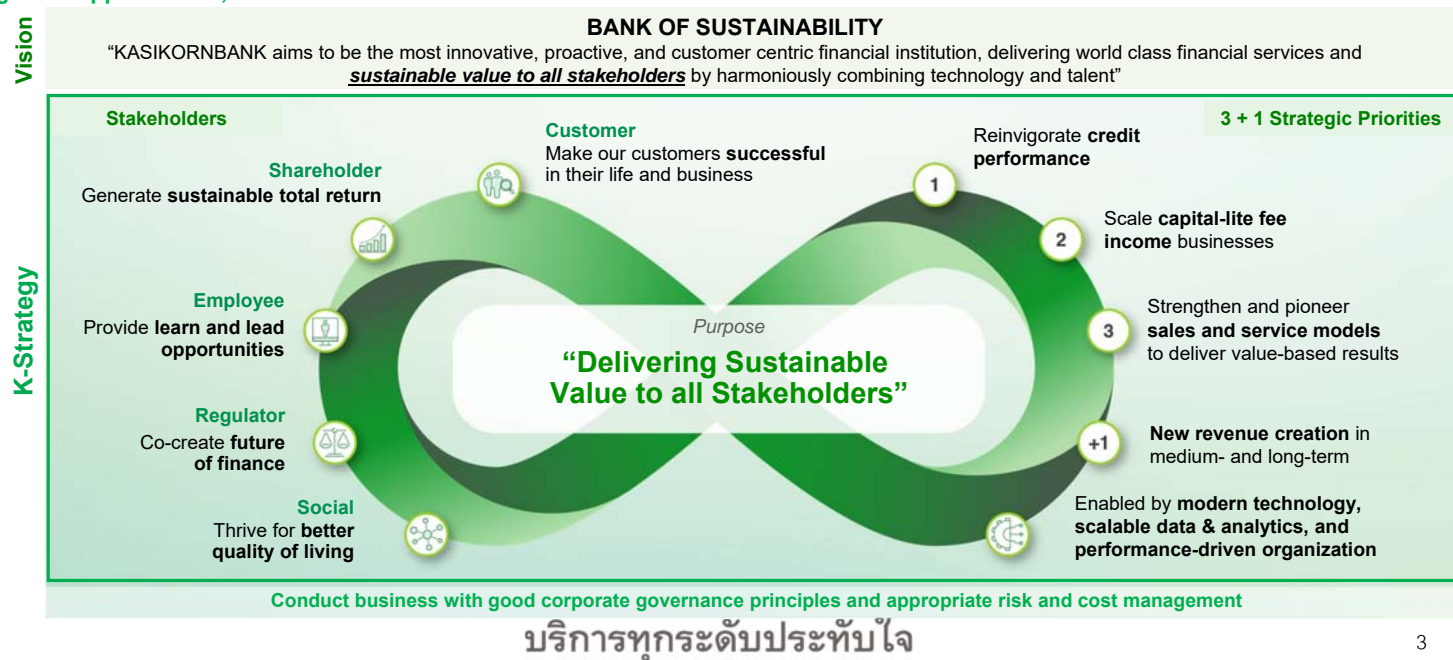 Vision
BANK OF SUSTAINABILITY
“KASIKORNBANK aims to be the most innovative, proactive, and customer centric financial institution, delivering world class financial services and
sustainable value to all stakeholders by harmoniously combining technology and talent”
K-Strategy
Stakeholders
Customer
Make our customers successful
in their life and business
Shareholder
Generate sustainable total return
Employee
Provide learn and lead
opportunities
Regulator
Co-create future
of finance
Social
Thrive for better
quality of living
Purpose
“Delivering Sustainable
Value to all Stakeholders”
3 + 1 Strategic Priorities
1
Reinvigorate credit
performance
2
Scale capital-lite fee
income businesses
3
Strengthen and pioneer
sales and service models
to deliver value-based results
+1
New revenue creation in
medium- and long-term
Enabled by modern technology,
scalable data & analytics, and
performance-driven organization
Conduct business with good corporate governance principles and appropriate risk and cost management
บริการทุกระดับประทับใจ
3